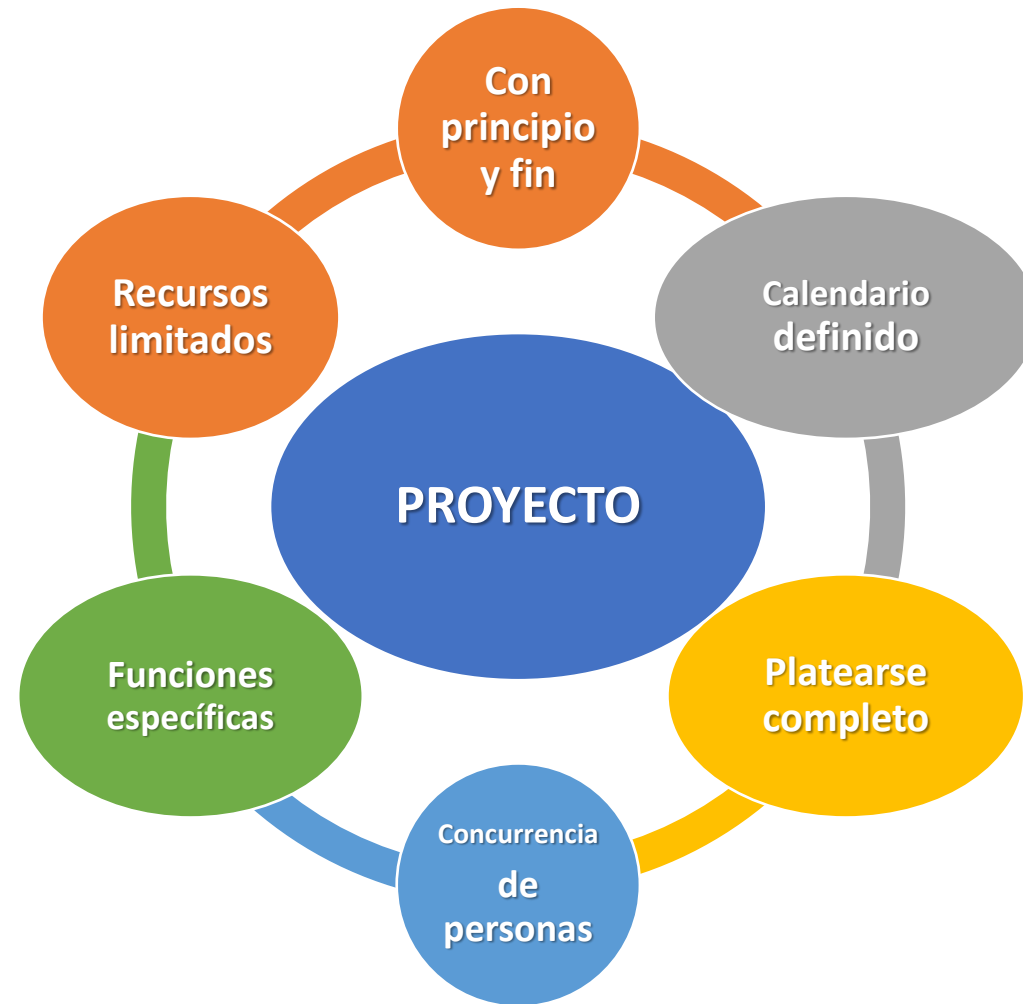 Con
principio
y fin
Calendario
definido
Platearse
completo
Concurrencia
de
personas
Funciones
específicas
Recursos
limitados
PROYECTO